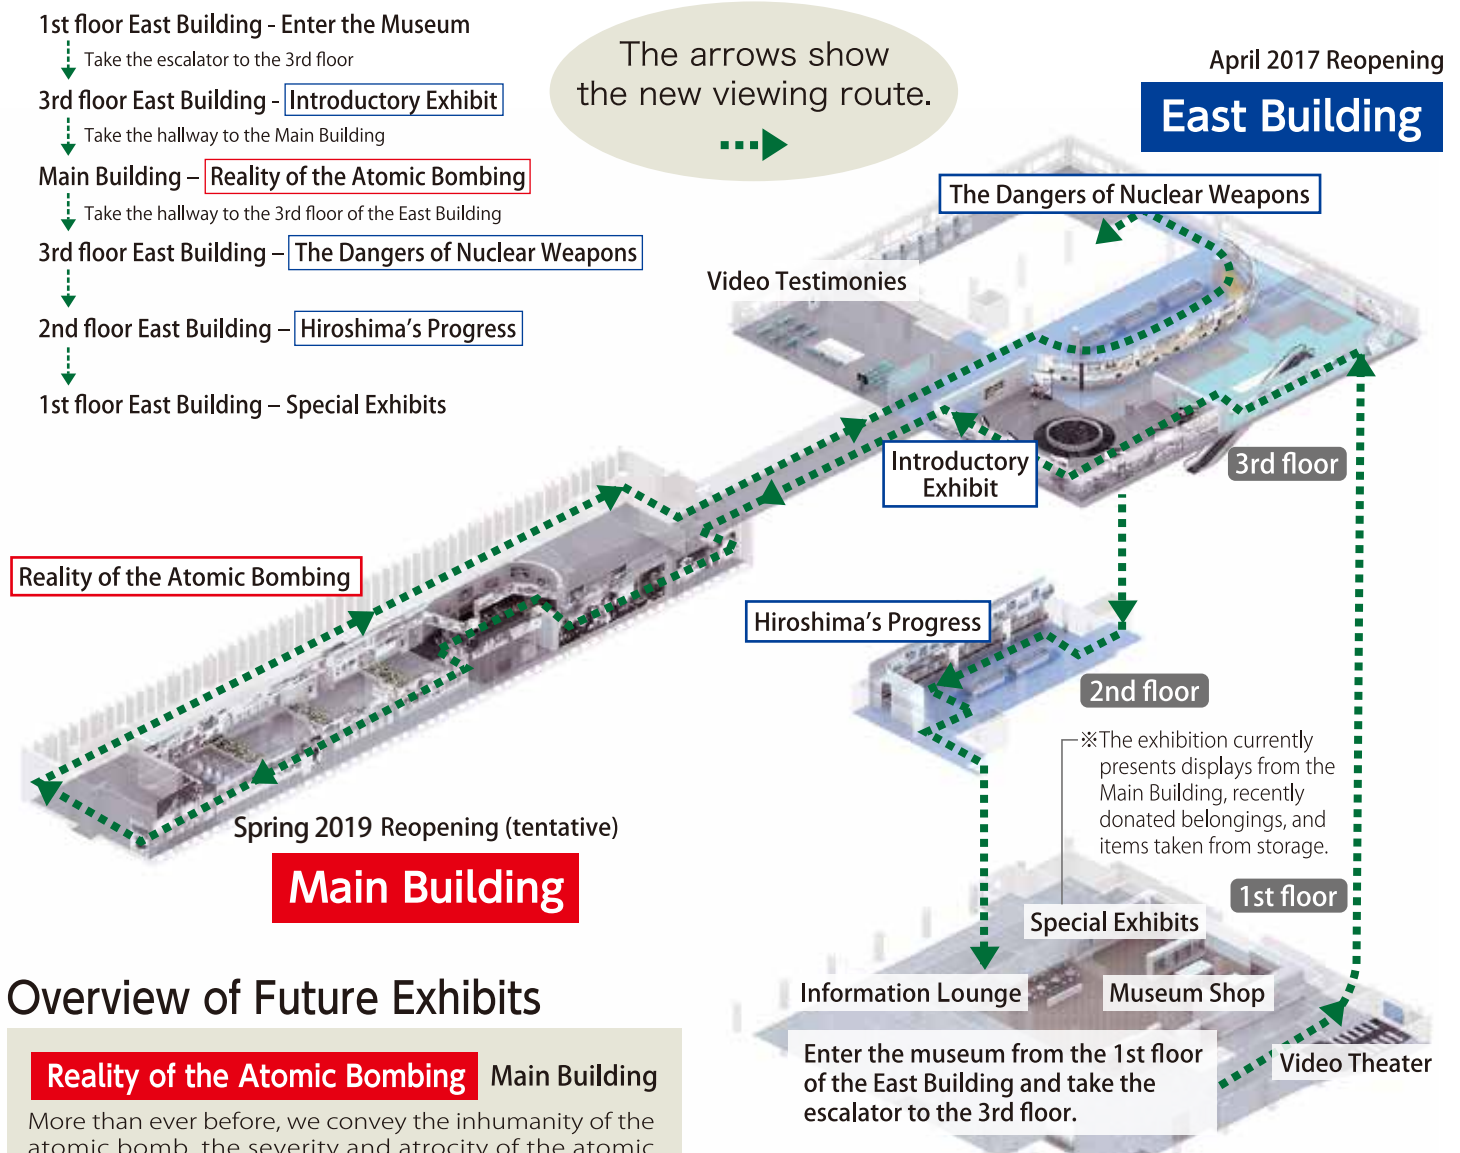 1st floor East Building - Enter the Museum
Take the escalator to the 3rd floor
3rd floor East Building - Introductory Exhibit
Take the hallway to the Main Building
Main Building – Reality of the Atomic Bombing
Take the hallway to the 3rd floor of the East Building
3rd floor East Building – The Dangers of Nuclear Weapons
2nd floor East Building – Hiroshima's Progress
1st floor East Building – Special Exhibits
The arrows show
the new viewing route.
April 2017 Reopening
East Building
The Dangers of Nuclear Weapons
Video Testimonies
Introductory
Exhibit
3rd floor
Reality of the Atomic Bombing
Hiroshima's Progress
2nd floor
※The exhibition currently
presents displays from the
Main Building, recently
donated belongings, and
items taken from storage.
Spring 2019 Reopening (tentative)
Main Building
1st floor
Special Exhibits
Information Lounge
Museum Shop
Enter the museum from the 1st floor
of the East Building and take the
escalator to the 3rd floor.
Video Theater
Overview of Future Exhibits
Reality of the Atomic Bombing Main Building
More than ever before, we convey the inhumanity of the
atomic bomb, the severity and atrocity of the atomic